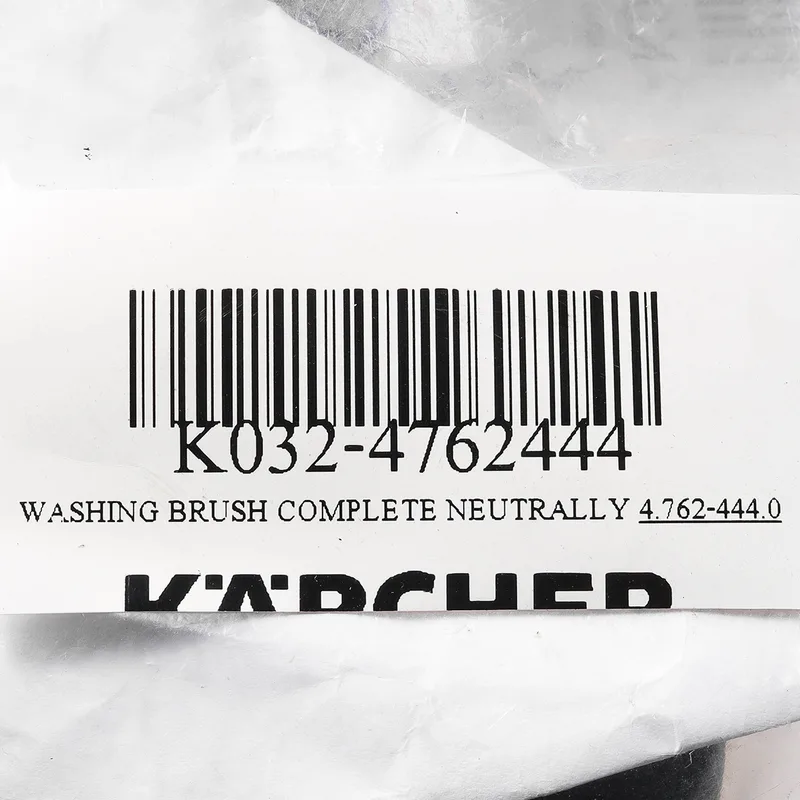 K032-4762444
WASHING BRUSH COMPLETE NEUTRALLY 4.762-444.0
KÄRCHER